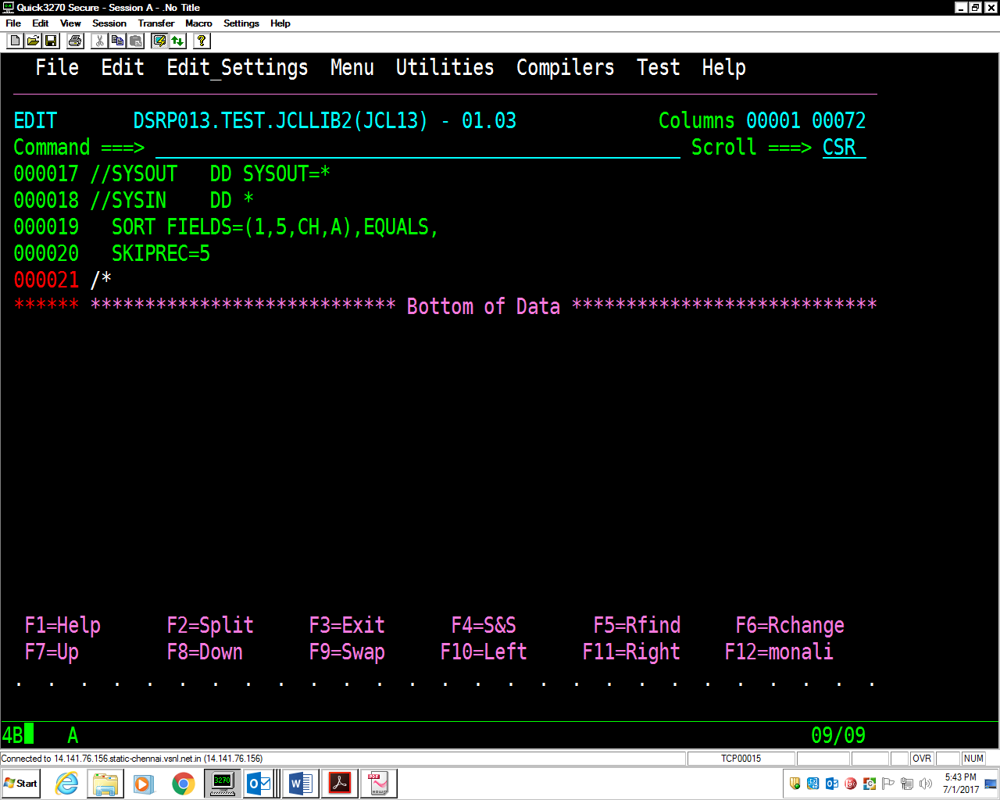 Quick3270 Secure - Session A - .No Title
File Edit View Session Transfer Macro Settings Help
File Edit Edit_Settings Menu Utilities Compilers Test Help
EDIT DSRP013.TEST.JCLLIB2(JCL13) - 01.03 Columns 00001 00072
Command ===> Scroll ===> CSR
000017 //SYSOUT DD SYSOUT=*
000018 //SYSIN DD *
000019 SORT FIELDS=(1,5,CH,A),EQUALS,
000020 SKIPREC=5
000021 /*
****** **************************** Bottom of Data ****************************
F1=Help F2=Split F3=Exit F4=S&S F5=Rfind F6=Rchange
F7=Up F8=Down F9=Swap F10=Left F11=Right F12=monali
. . . . . . . . . . . . . . . . . . . . . . . . . . .
4B A 09/09
Connected to 14.141.76.156.static-chennai.vsnl.net.in (14.141.76.156) TCP00015 OVR NUM
Start 3270 5:43 PM
7/1/2017